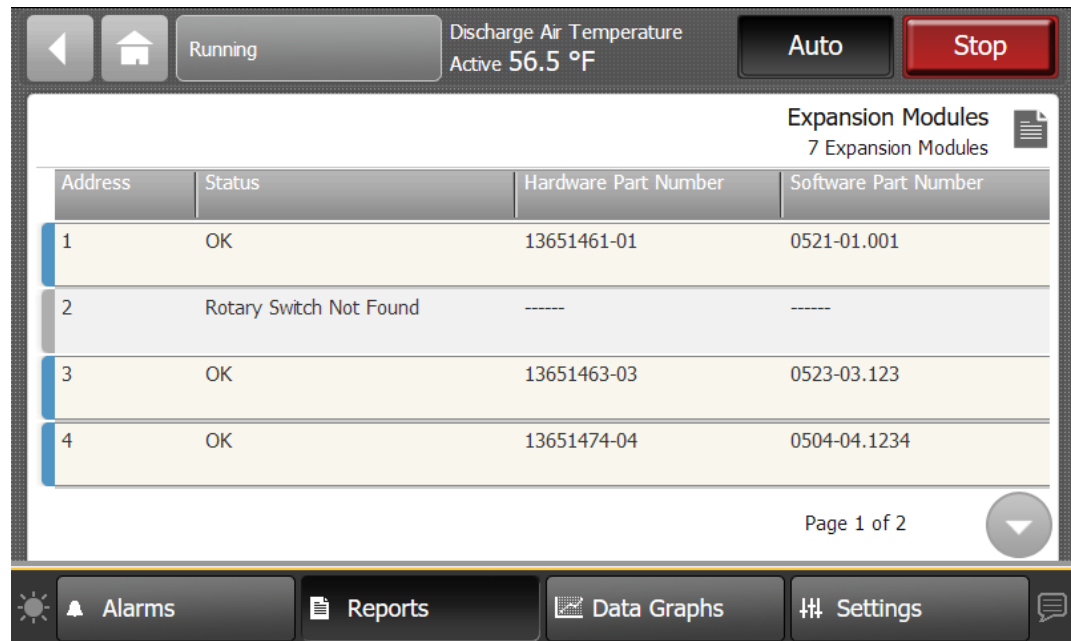 Running
Discharge Air Temperature
Active 56.5 °F
Auto
Stop
Expansion Modules
7 Expansion Modules
Address Status Hardware Part Number Software Part Number
1 OK 13651461-01 0521-01.001
2 Rotary Switch Not Found ------ ------
3 OK 13651463-03 0523-03.123
4 OK 13651474-04 0504-04.1234
Page 1 of 2
Alarms Reports Data Graphs Settings